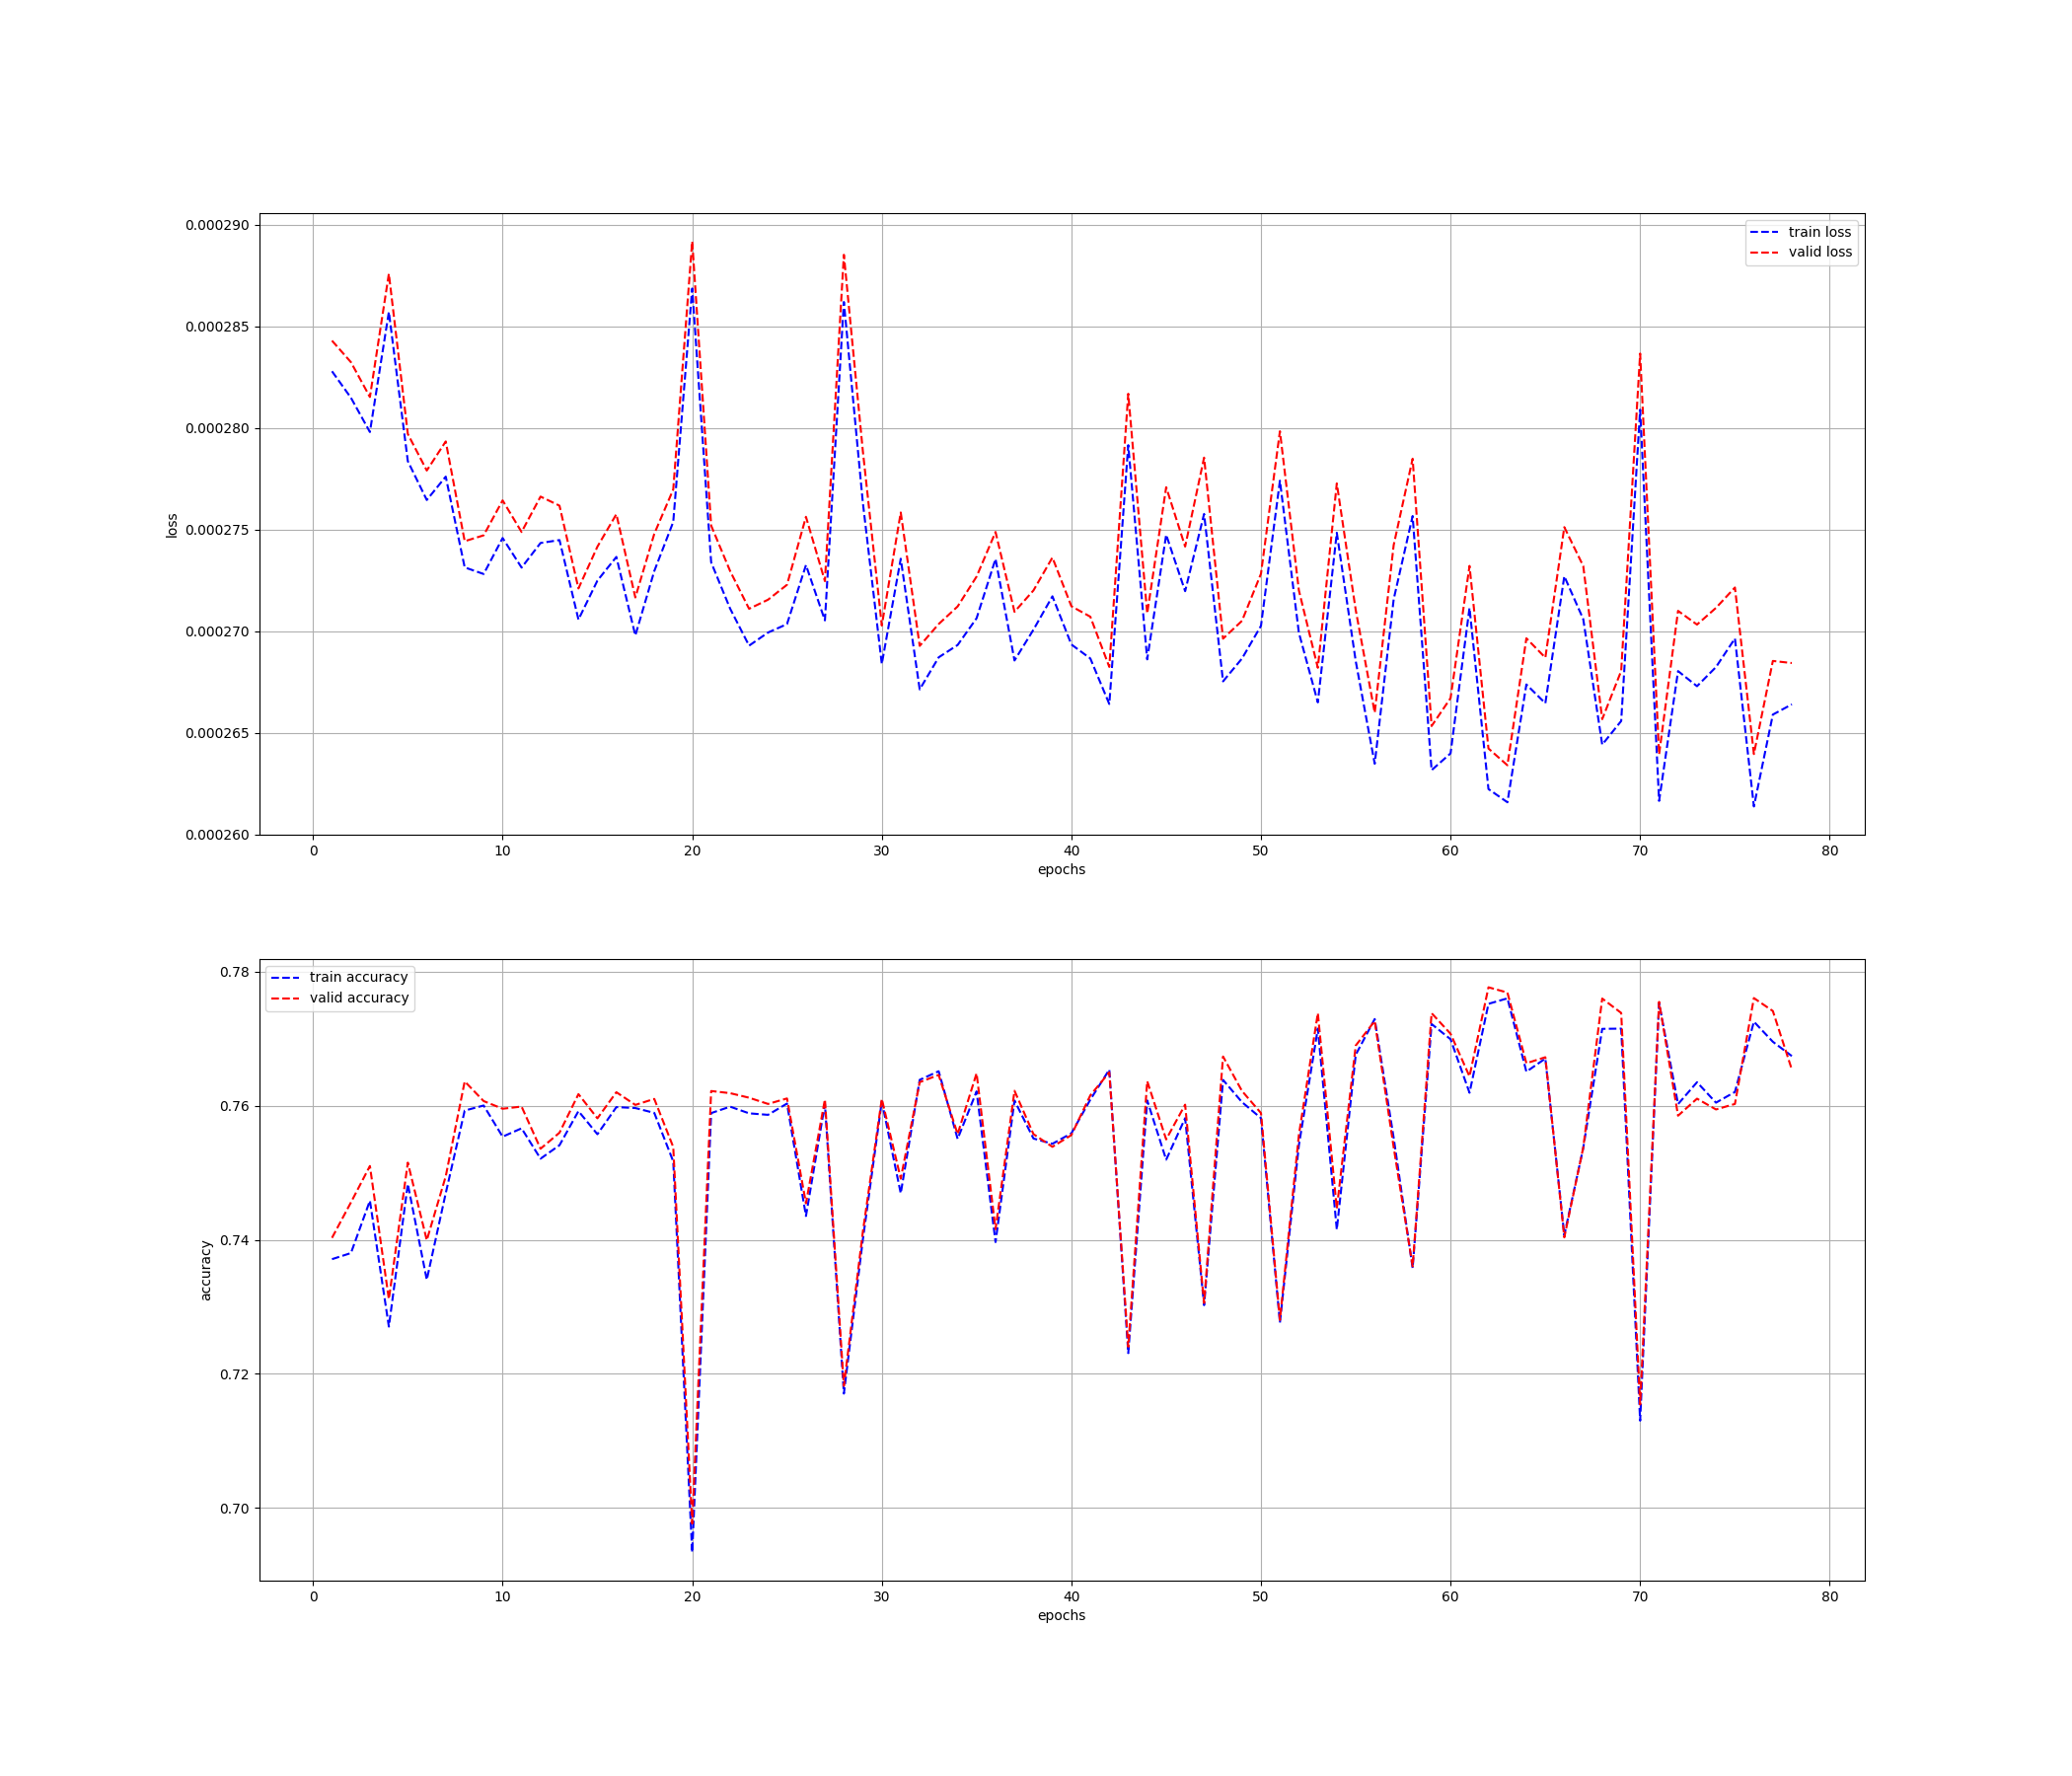 0.000290
0.000285
0.000280
0.000275
0.000270
0.000265
0.000260
loss
train loss
valid loss
0 10 20 30 40 50 60 70 80
epochs
0.78
0.76
0.74
0.72
0.70
accuracy
train accuracy
valid accuracy
0 10 20 30 40 50 60 70 80
epochs